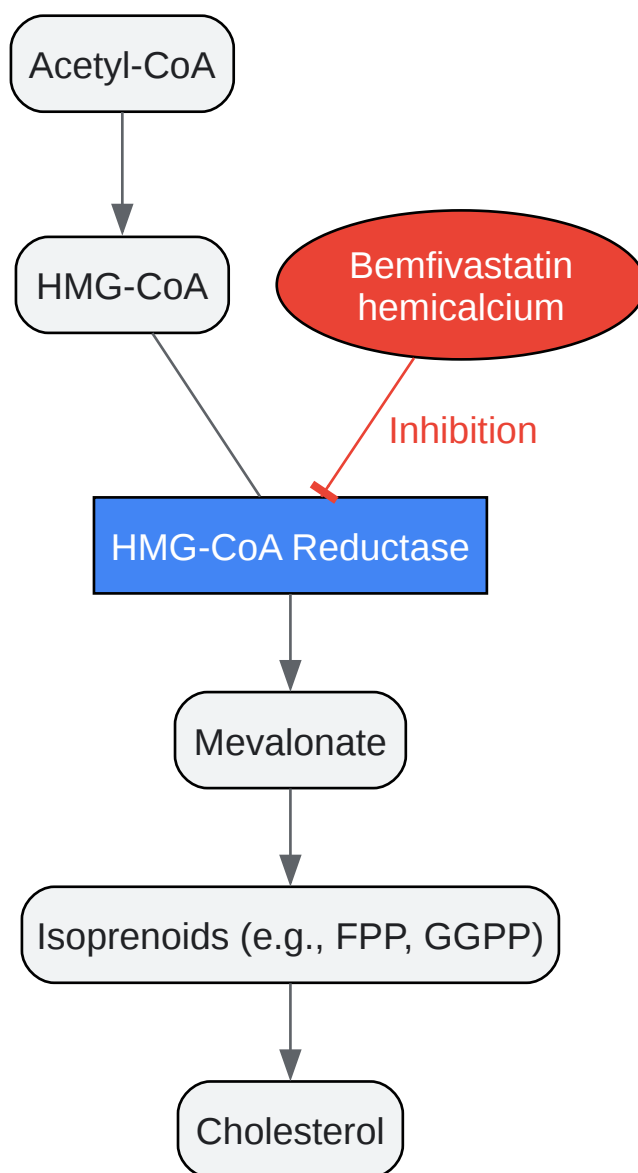 Acetyl-CoA
HMG-CoA
Bemfivastatin
hemicalcium
Inhibition
HMG-CoA Reductase
Mevalonate
Isoprenoids (e.g., FPP, GGPP)
Cholesterol